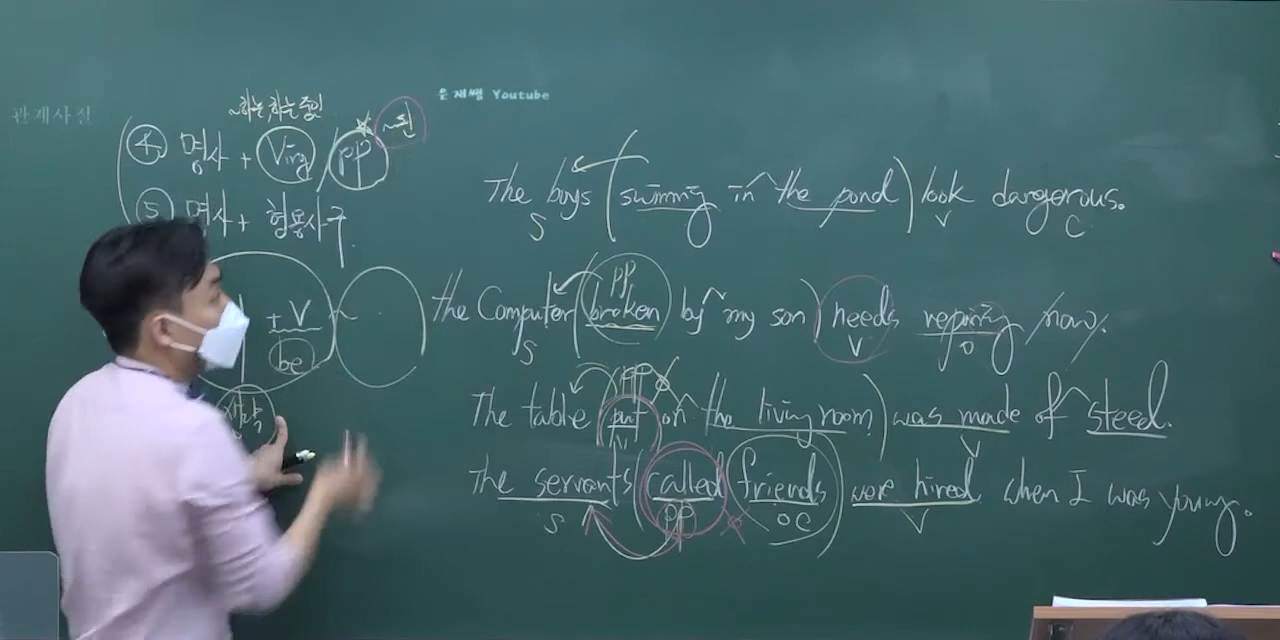 관계사절
은재쌤 Youtube
~하는, 하는 중인
~된
④ 명사 + Ving / PP
⑤ 명사 + 형용사구
+ V
be
The boys (swimming in the pond) look dangerous.
S V C
PP
the Computer (broken by my son) needs repairing now.
S V O
PP
The table put on the living room) was made of steed.
V V
The servants (called friends) were hired when I was young.
S PP OC V